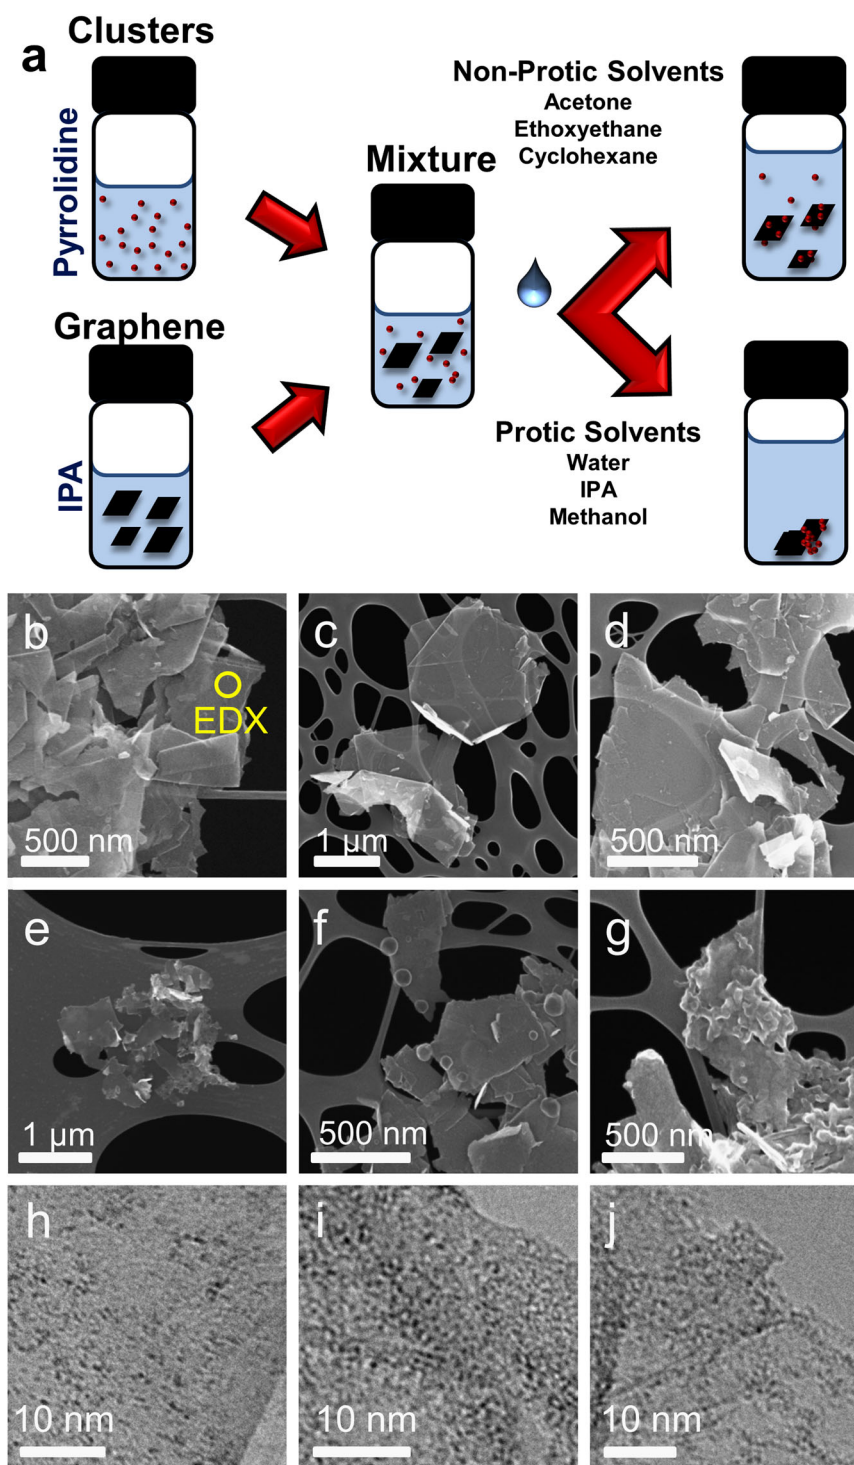 a
Clusters
Pyrrolidine
Graphene
IPA
Mixture
Non-Protic Solvents
Acetone
Ethoxyethane
Cyclohexane
Protic Solvents
Water
IPA
Methanol
b
EDX
500 nm
c
1 µm
d
500 nm
e
1 µm
f
500 nm
g
500 nm
h
10 nm
i
10 nm
j
10 nm